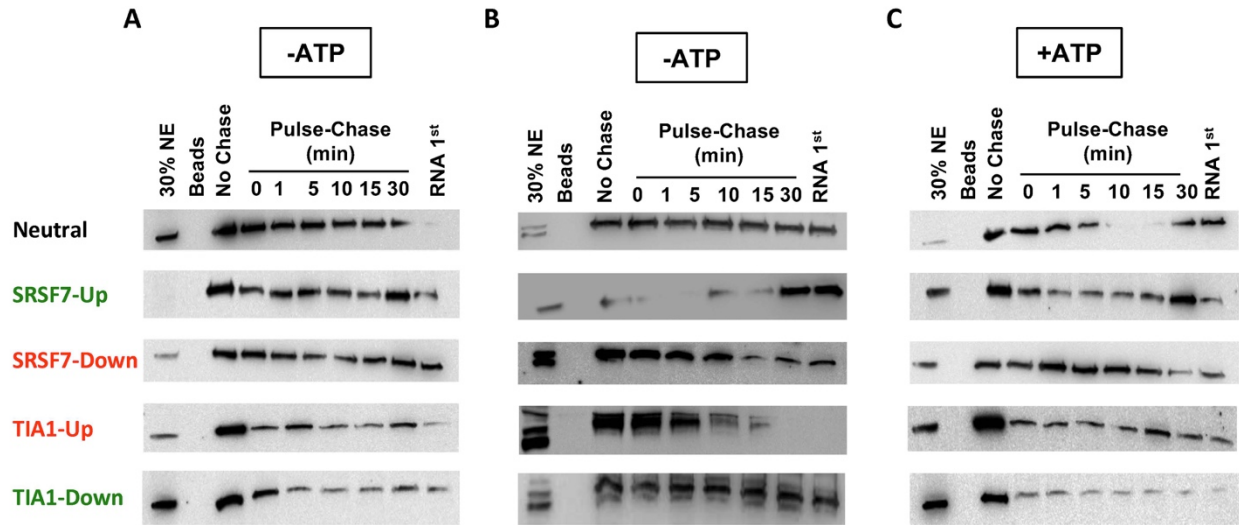 A
-ATP
30% NE
Beads
No Chase
Pulse-Chase
(min)
0 1 5 10 15 30
RNA 1st
B
-ATP
30% NE
Beads
No Chase
Pulse-Chase
(min)
0 1 5 10 15 30
RNA 1st
C
+ATP
30% NE
Beads
No Chase
Pulse-Chase
(min)
0 1 5 10 15 30
RNA 1st
Neutral
SRSF7-Up
SRSF7-Down
TIA1-Up
TIA1-Down